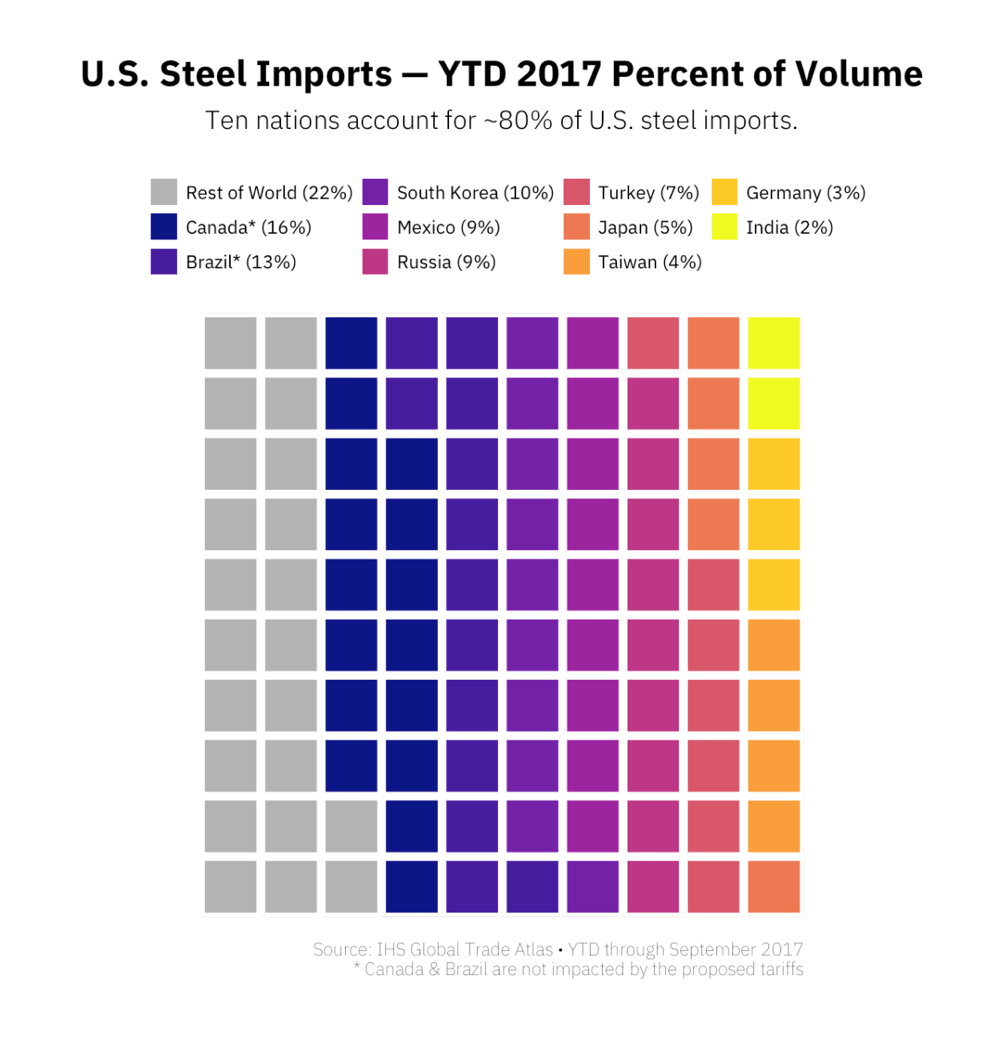 U.S. Steel Imports — YTD 2017 Percent of Volume
Ten nations account for ~80% of U.S. steel imports.
Rest of World (22%)
Canada* (16%)
Brazil* (13%)
South Korea (10%)
Mexico (9%)
Russia (9%)
Turkey (7%)
Japan (5%)
Taiwan (4%)
Germany (3%)
India (2%)
Source: IHS Global Trade Atlas • YTD through September 2017
* Canada & Brazil are not impacted by the proposed tariffs